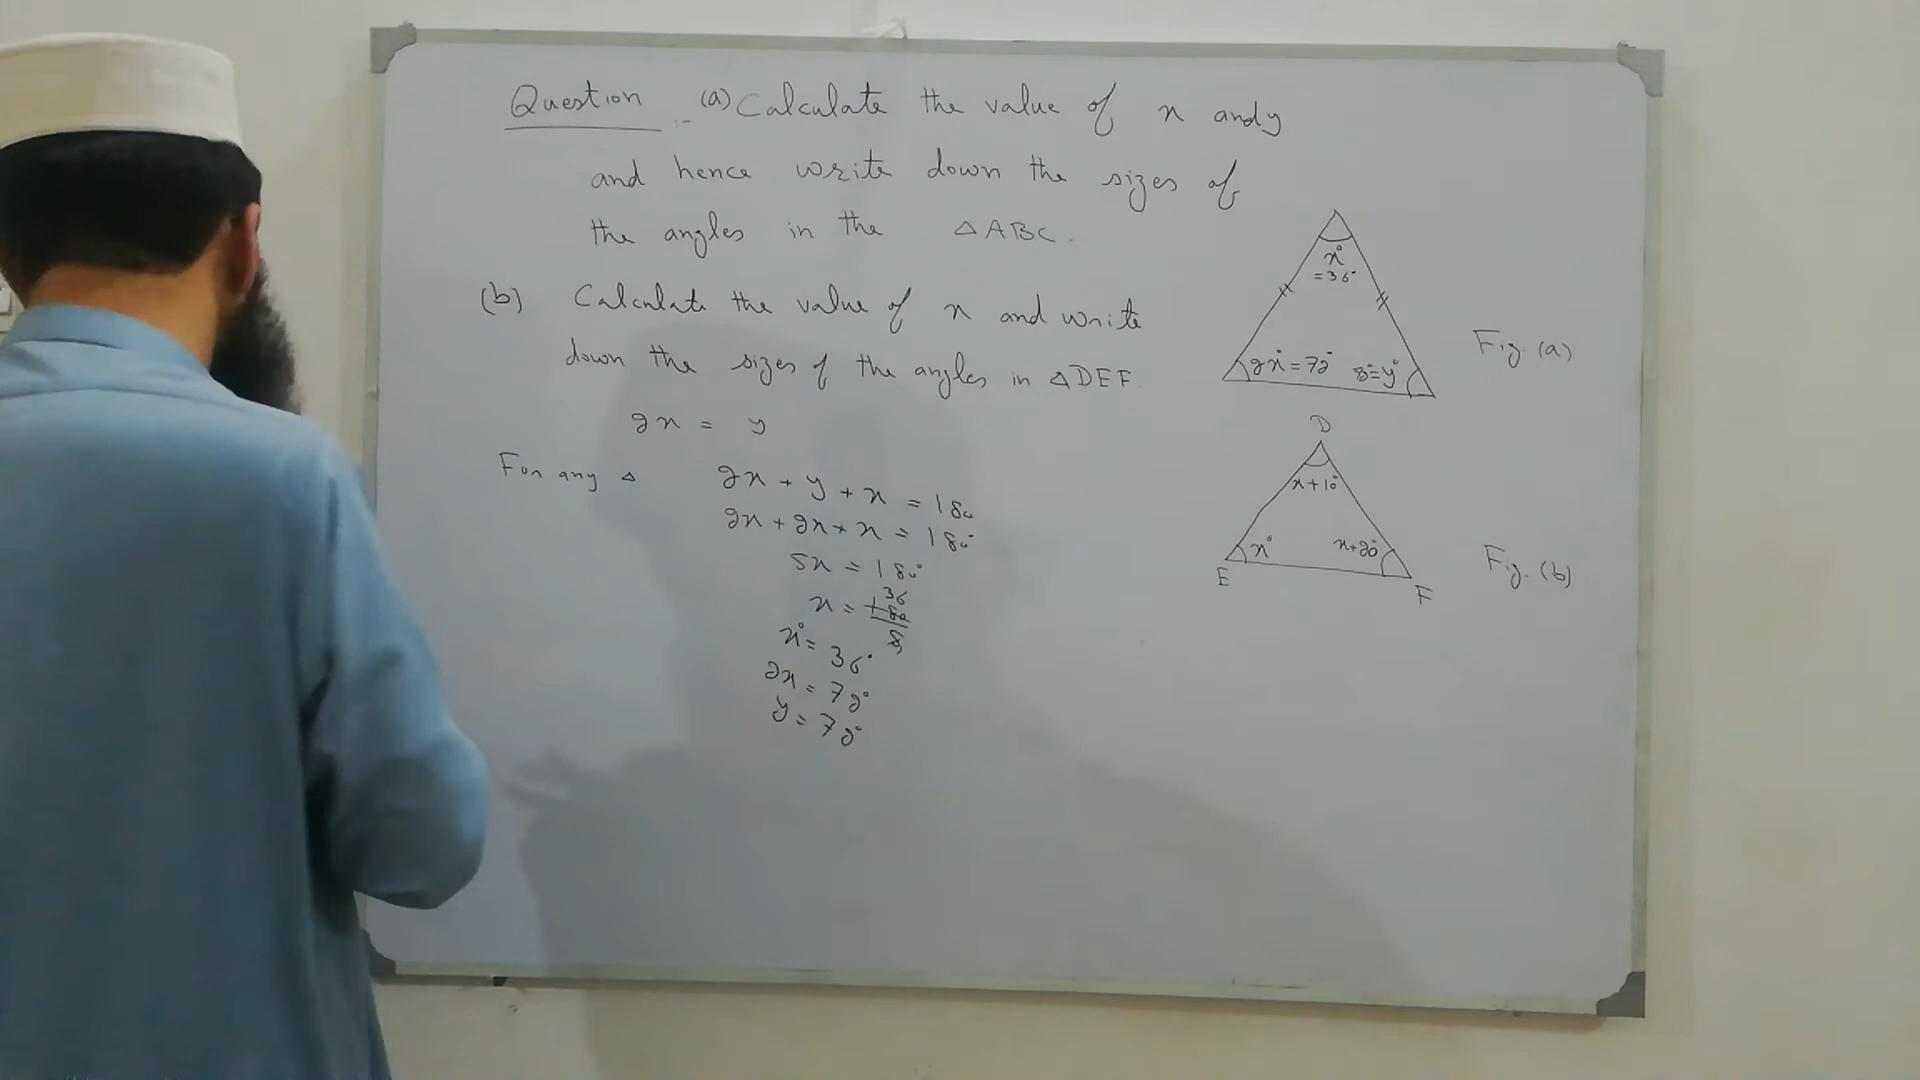 Question :- (a) Calculate the value of x and y
and hence write down the sizes of
the angles in the △ABC.
(b) Calculate the value of x and write
down the sizes of the angles in △DEF.
2x = y
For any △ 2x + y + x = 180
2x + 2x + x = 180°
5x = 180°
x = 180/5 36
x° = 36°
2x = 72°
y = 72°
x°
= 36°
2x° = 72° = y°
Fig. (a)
D
x+10°
x° x+20°
E F
Fig. (b)